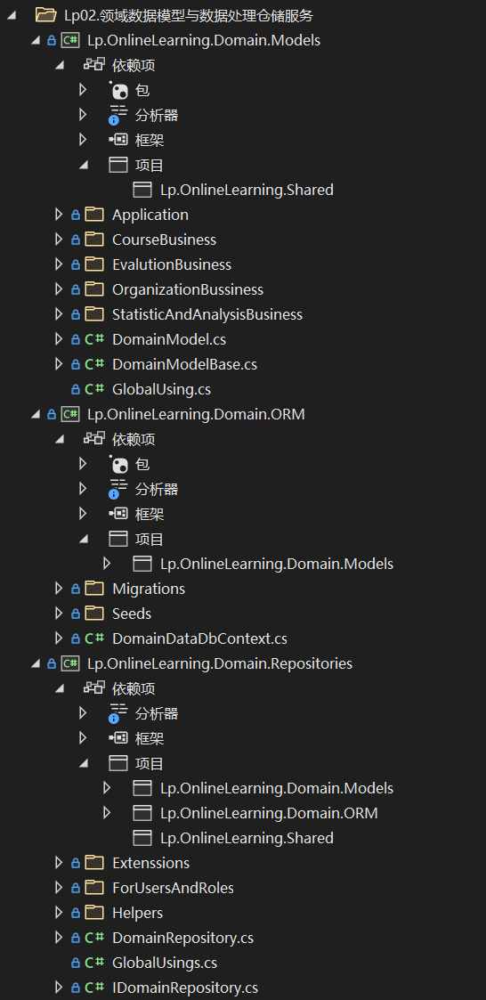 Lp02.领域数据模型与数据处理仓储服务
Lp.OnlineLearning.Domain.Models
依赖项
包
分析器
框架
项目
Lp.OnlineLearning.Shared
Application
CourseBusiness
EvalutionBusiness
OrganizationBussiness
StatisticAndAnalysisBusiness
C# DomainModel.cs
C# DomainModelBase.cs
C# GlobalUsing.cs
Lp.OnlineLearning.Domain.ORM
依赖项
包
分析器
框架
项目
Lp.OnlineLearning.Domain.Models
Migrations
Seeds
C# DomainDataDbContext.cs
Lp.OnlineLearning.Domain.Repositories
依赖项
分析器
框架
项目
Lp.OnlineLearning.Domain.Models
Lp.OnlineLearning.Domain.ORM
Lp.OnlineLearning.Shared
Extenssions
ForUsersAndRoles
Helpers
C# DomainRepository.cs
C# GlobalUsings.cs
C# IDomainRepository.cs